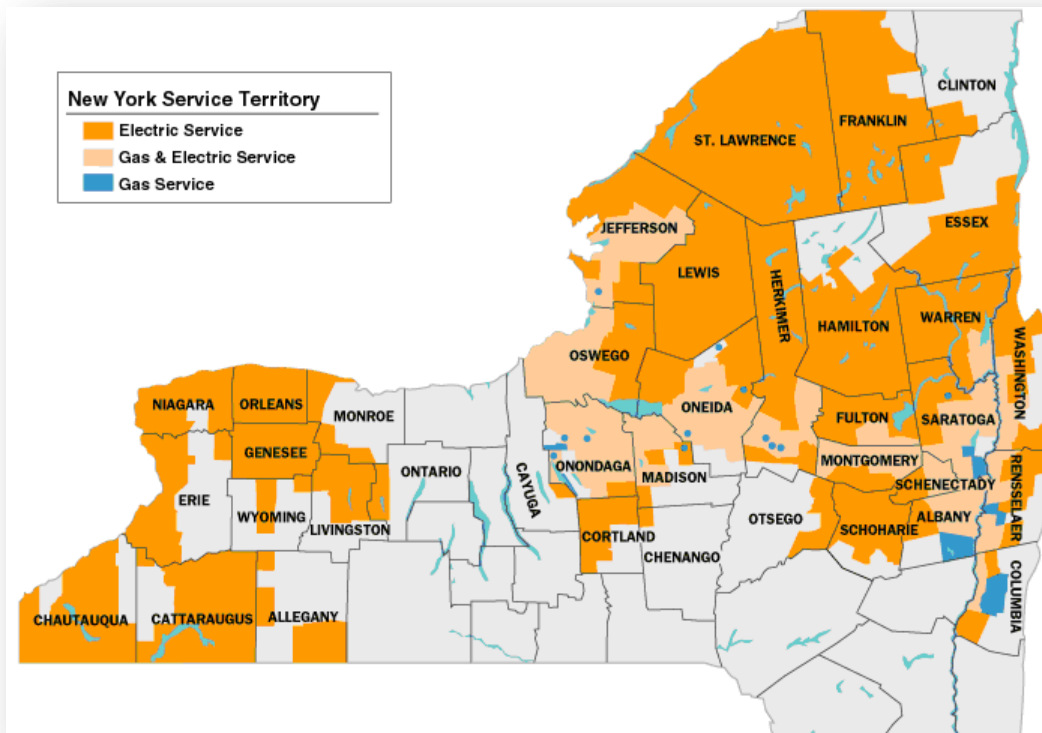 New York Service Territory
Electric Service
Gas & Electric Service
Gas Service
CLINTON
FRANKLIN
ST. LAWRENCE
JEFFERSON
ESSEX
LEWIS
HERKIMER
HAMILTON
WARREN
WASHINGTON
OSWEGO
NIAGARA
ORLEANS
MONROE
ONEIDA
FULTON
SARATOGA
GENESEE
ONTARIO
CAYUGA
ONONDAGA
MADISON
MONTGOMERY
SCHENECTADY
RENSSELAER
ERIE
WYOMING
LIVINGSTON
CORTLAND
OTSEGO
SCHOHARIE
ALBANY
CHENANGO
COLUMBIA
CHAUTAUQUA
CATTARAUGUS
ALLEGANY